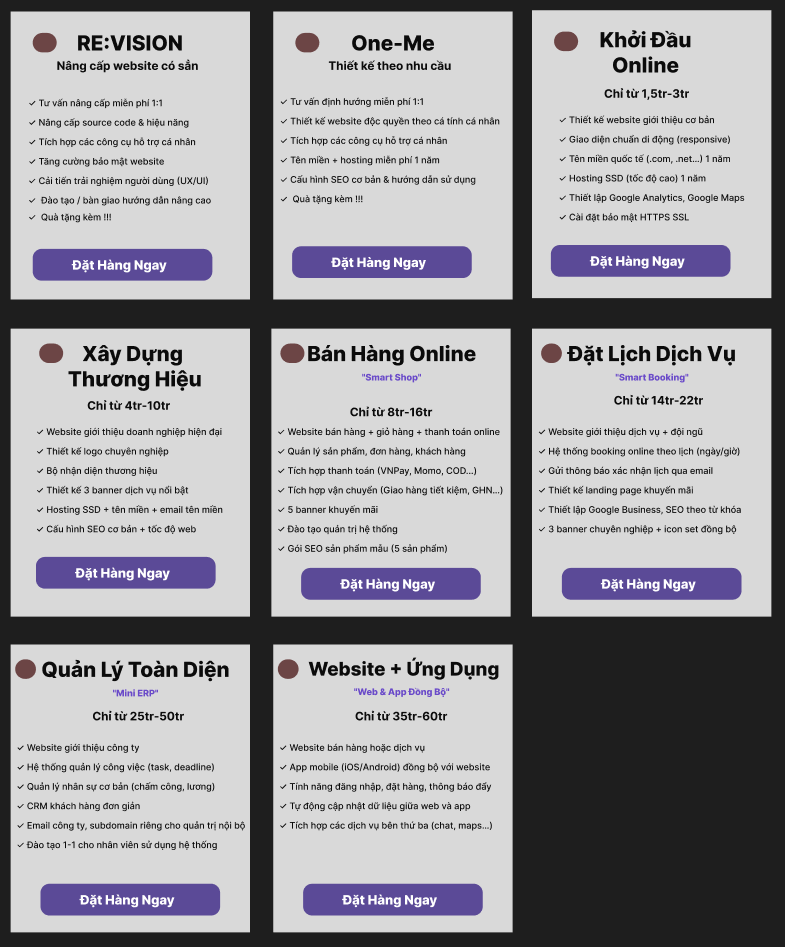 RE:VISION
Nâng cấp website có sẳn
✓ Tư vấn nâng cấp miễn phí 1:1
✓ Nâng cấp source code & hiệu năng
✓ Tích hợp các công cụ hỗ trợ cá nhân
✓ Tăng cường bảo mật website
✓ Cải tiến trải nghiệm người dùng (UX/UI)
✓ Đào tạo / bàn giao hướng dẫn nâng cao
✓ Quà tặng kèm !!!
Đặt Hàng Ngay
One-Me
Thiết kế theo nhu cầu
✓ Tư vấn định hướng miễn phí 1:1
✓ Thiết kế website độc quyền theo cá tính cá nhân
✓ Tích hợp các công cụ hỗ trợ cá nhân
✓ Tên miền + hosting miễn phí 1 năm
✓ Cấu hình SEO cơ bản & hướng dẫn sử dụng
✓ Quà tặng kèm !!!
Đặt Hàng Ngay
Khởi Đầu
Online
Chỉ từ 1,5tr-3tr
✓ Thiết kế website giới thiệu cơ bản
✓ Giao diện chuẩn di động (responsive)
✓ Tên miền quốc tế (.com, .net…) 1 năm
✓ Hosting SSD (tốc độ cao) 1 năm
✓ Thiết lập Google Analytics, Google Maps
✓ Cài đặt bảo mật HTTPS SSL
Đặt Hàng Ngay
Xây Dựng
Thương Hiệu
Chỉ từ 4tr-10tr
✓ Website giới thiệu doanh nghiệp hiện đại
✓ Thiết kế logo chuyên nghiệp
✓ Bộ nhận diện thương hiệu
✓ Thiết kế 3 banner dịch vụ nổi bật
✓ Hosting SSD + tên miền + email tên miền
✓ Cấu hình SEO cơ bản + tốc độ web
Đặt Hàng Ngay
Bán Hàng Online
"Smart Shop"
Chỉ từ 8tr-16tr
✓ Website bán hàng + giỏ hàng + thanh toán online
✓ Quản lý sản phẩm, đơn hàng, khách hàng
✓ Tích hợp thanh toán (VNPay, Momo, COD…)
✓ Tích hợp vận chuyển (Giao hàng tiết kiệm, GHN…)
✓ 5 banner khuyến mãi
✓ Đào tạo quản trị hệ thống
✓ Gói SEO sản phẩm mẫu (5 sản phẩm)
Đặt Hàng Ngay
Đặt Lịch Dịch Vụ
"Smart Booking"
Chỉ từ 14tr-22tr
✓ Website giới thiệu dịch vụ + đội ngũ
✓ Hệ thống booking online theo lịch (ngày/giờ)
✓ Gửi thông báo xác nhận lịch qua email
✓ Thiết kế landing page khuyến mãi
✓ Thiết lập Google Business, SEO theo từ khóa
✓ 3 banner chuyên nghiệp + icon set đồng bộ
Đặt Hàng Ngay
Quản Lý Toàn Diện
"Mini ERP"
Chỉ từ 25tr-50tr
✓ Website giới thiệu công ty
✓ Hệ thống quản lý công việc (task, deadline)
✓ Quản lý nhân sự cơ bản (chấm công, lương)
✓ CRM khách hàng đơn giản
✓ Email công ty, subdomain riêng cho quản trị nội bộ
✓ Đào tạo 1-1 cho nhân viên sử dụng hệ thống
Đặt Hàng Ngay
Website + Ứng Dụng
"Web & App Đồng Bộ"
Chỉ từ 35tr-60tr
✓ Website bán hàng hoặc dịch vụ
✓ App mobile (iOS/Android) đồng bộ với website
✓ Tính năng đăng nhập, đặt hàng, thông báo đẩy
✓ Tự động cập nhật dữ liệu giữa web và app
✓ Tích hợp các dịch vụ bên thứ ba (chat, maps…)
Đặt Hàng Ngay